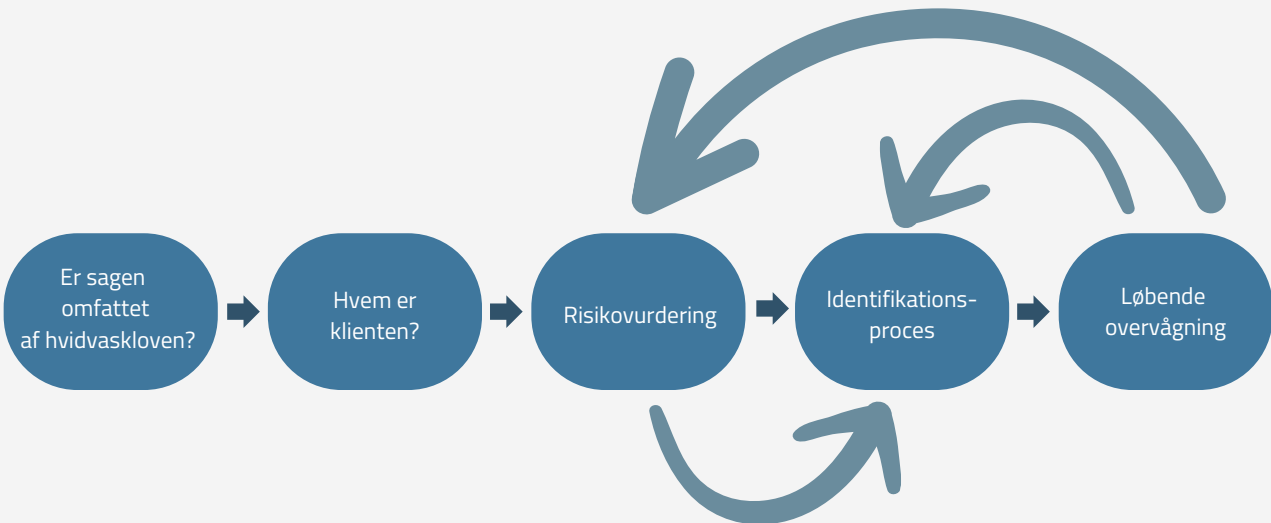 Er sagen
omfattet
af hvidvaskloven?
Hvem er
klienten?
Risikovurdering
Identifikations-
proces
Løbende
overvågning